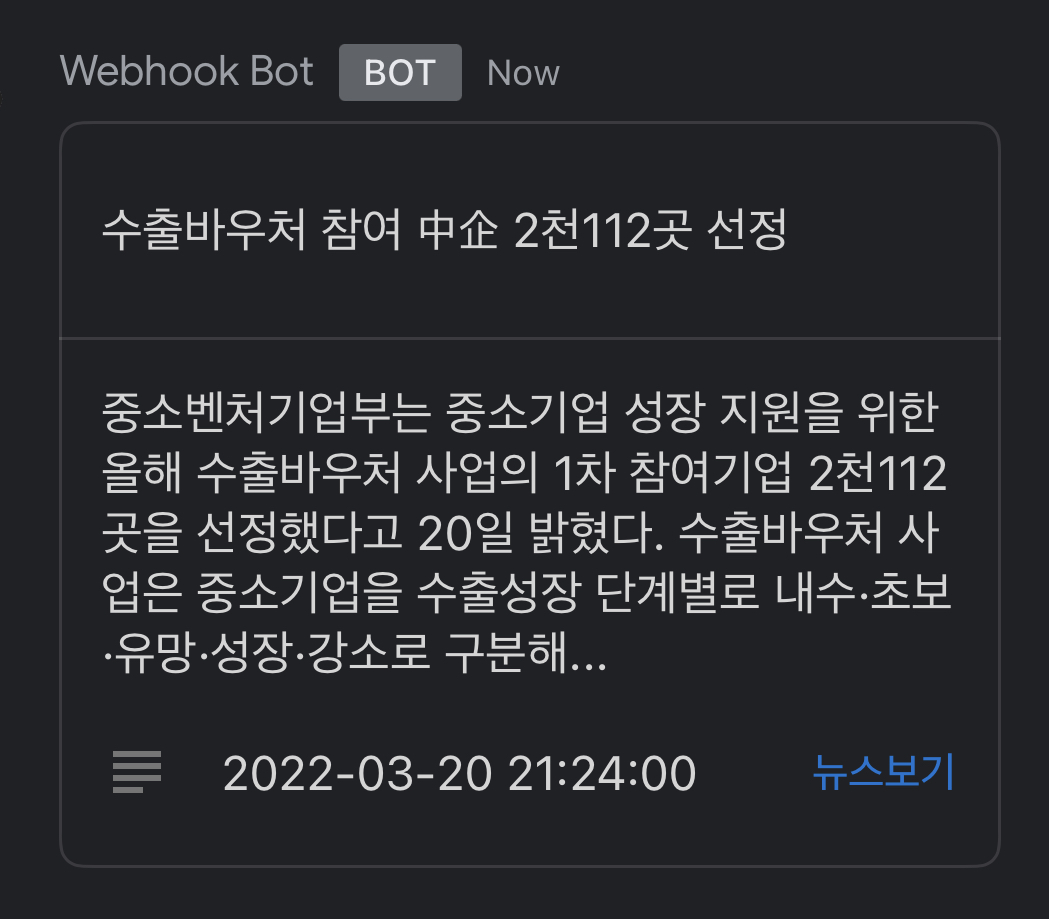 Webhook Bot BOT Now
수출바우처 참여 中企 2천112곳 선정
중소벤처기업부는 중소기업 성장 지원을 위한
올해 수출바우처 사업의 1차 참여기업 2천112
곳을 선정했다고 20일 밝혔다. 수출바우처 사
업은 중소기업을 수출성장 단계별로 내수·초보
·유망·성장·강소로 구분해...
2022-03-20 21:24:00 뉴스보기